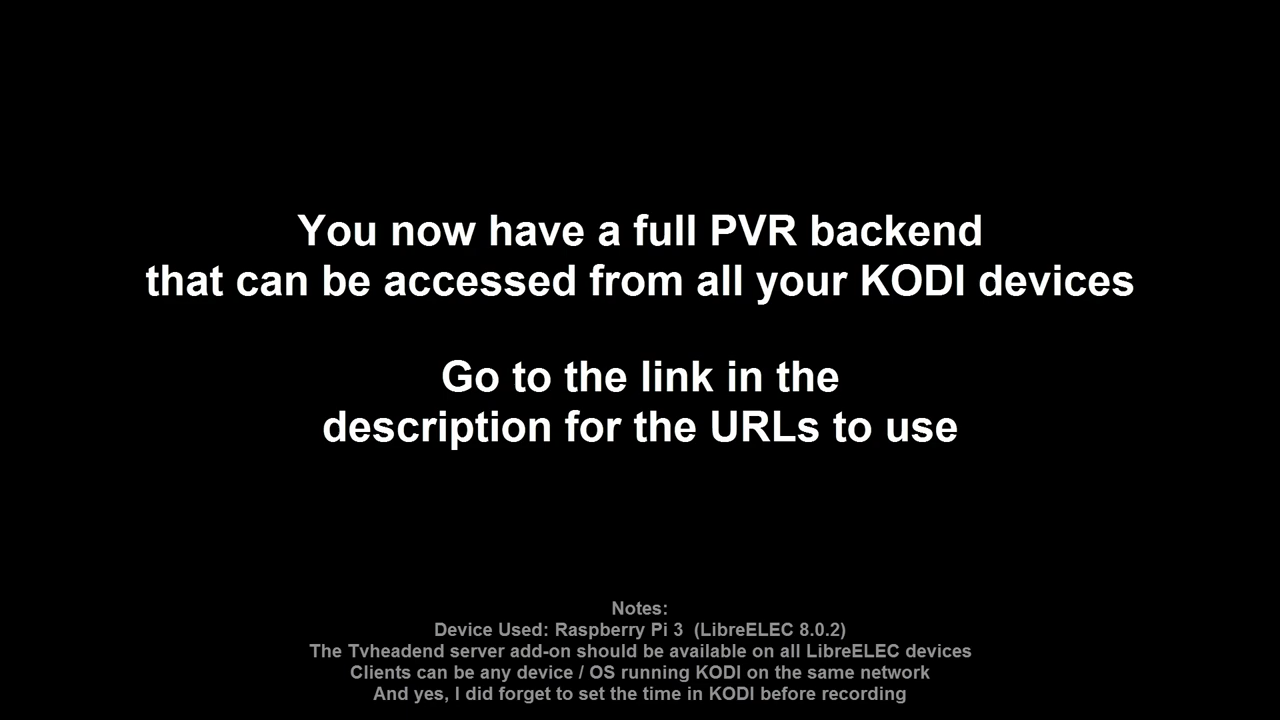 You now have a full PVR backend
that can be accessed from all your KODI devices
Go to the link in the
description for the URLs to use
Notes:
Device Used: Raspberry Pi 3 (LibreELEC 8.0.2)
The Tvheadend server add-on should be available on all LibreELEC devices
Clients can be any device / OS running KODI on the same network
And yes, I did forget to set the time in KODI before recording